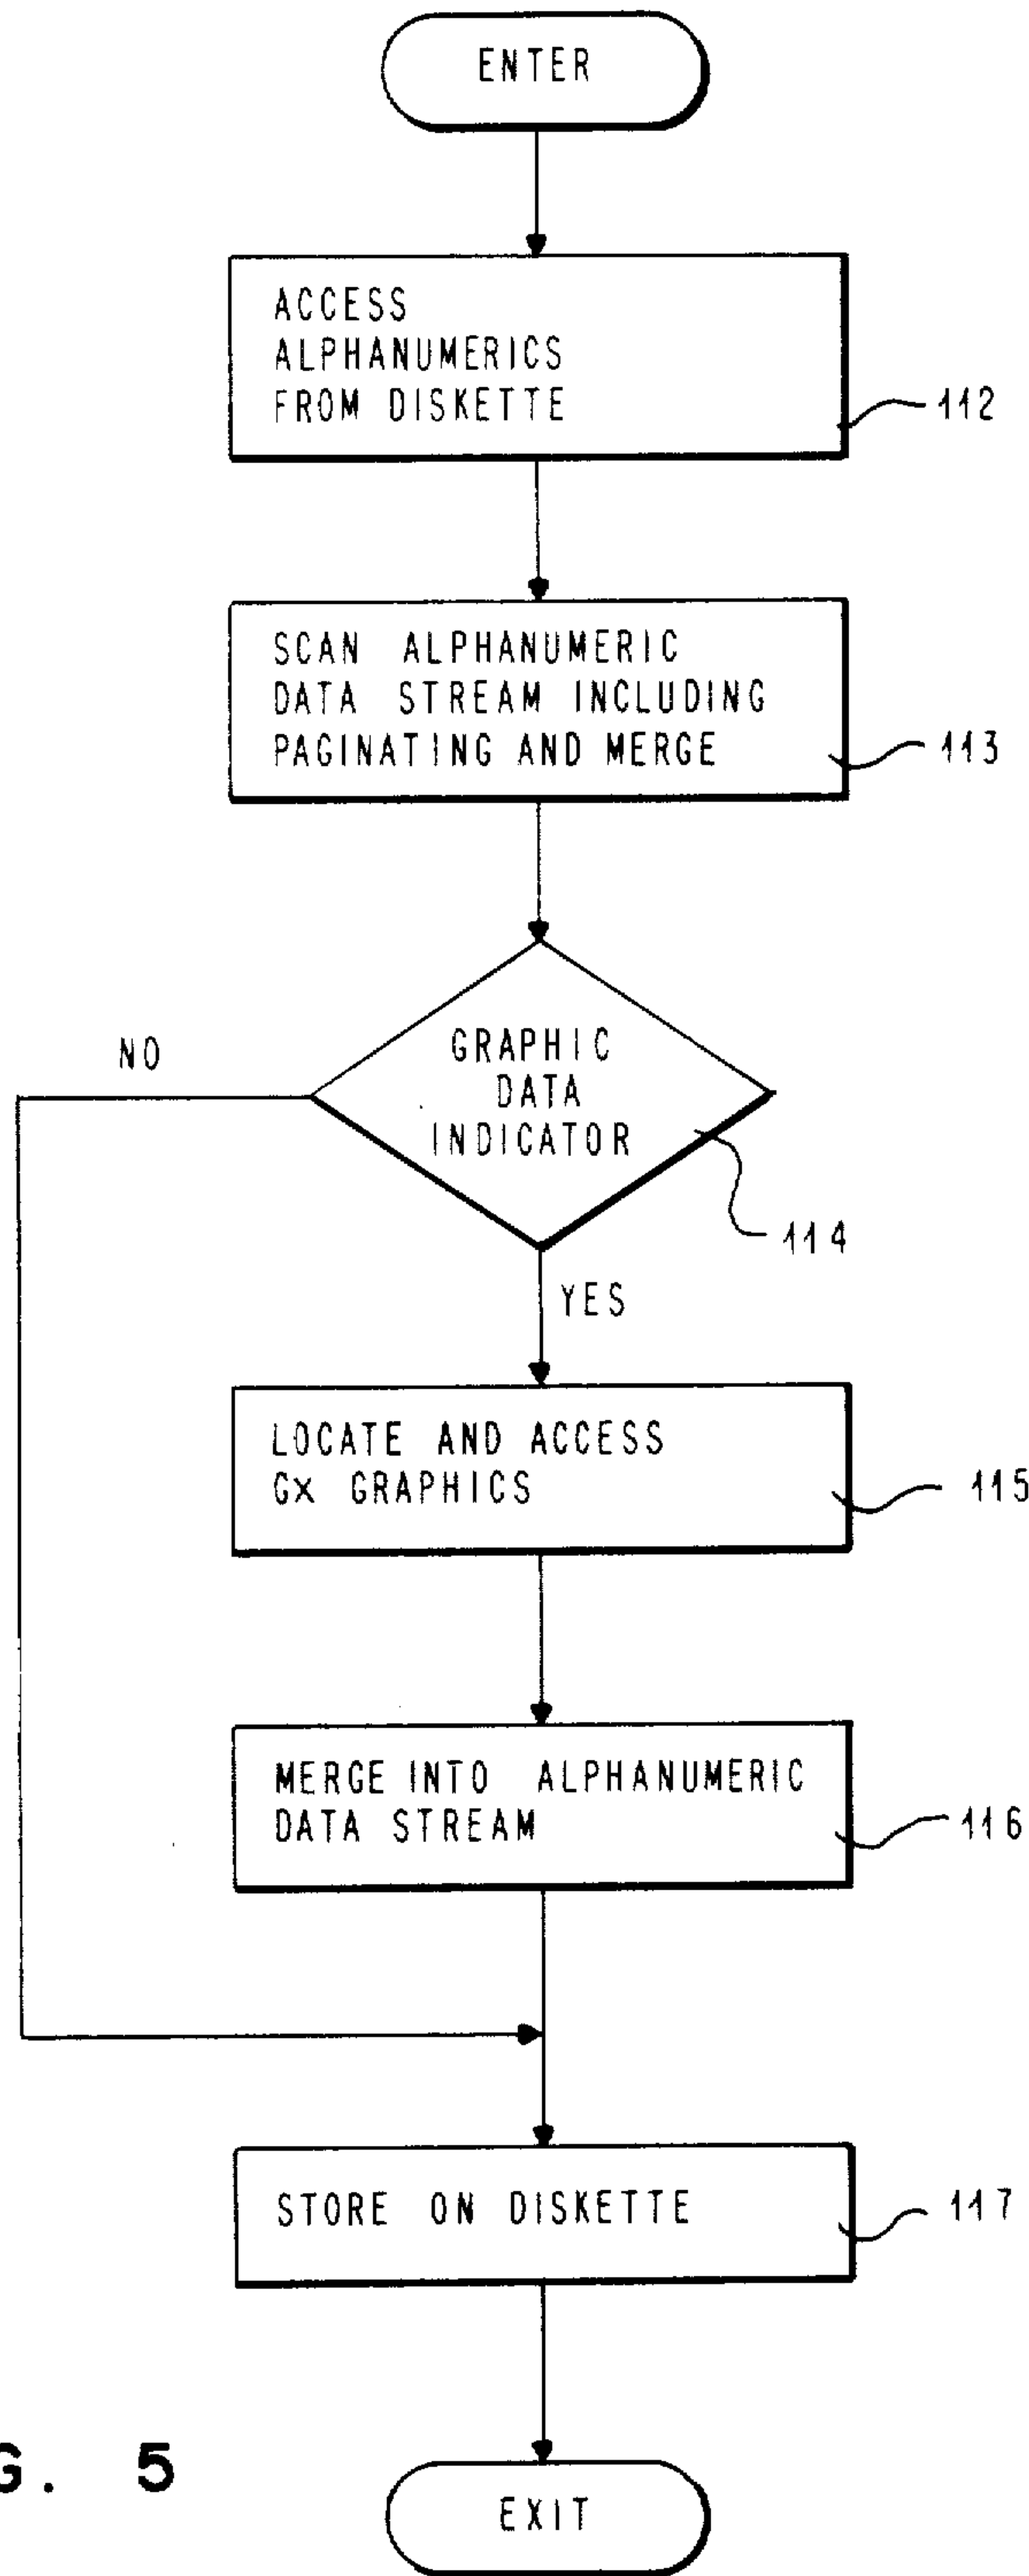 ENTER
ACCESS
ALPHANUMERICS
FROM DISKETTE
112
SCAN ALPHANUMERIC
DATA STREAM INCLUDING
PAGINATING AND MERGE
113
NO
GRAPHIC
DATA
INDICATOR
114
YES
LOCATE AND ACCESS
Gx GRAPHICS
115
MERGE INTO ALPHANUMERIC
DATA STREAM
116
STORE ON DISKETTE
117
G. 5
EXIT